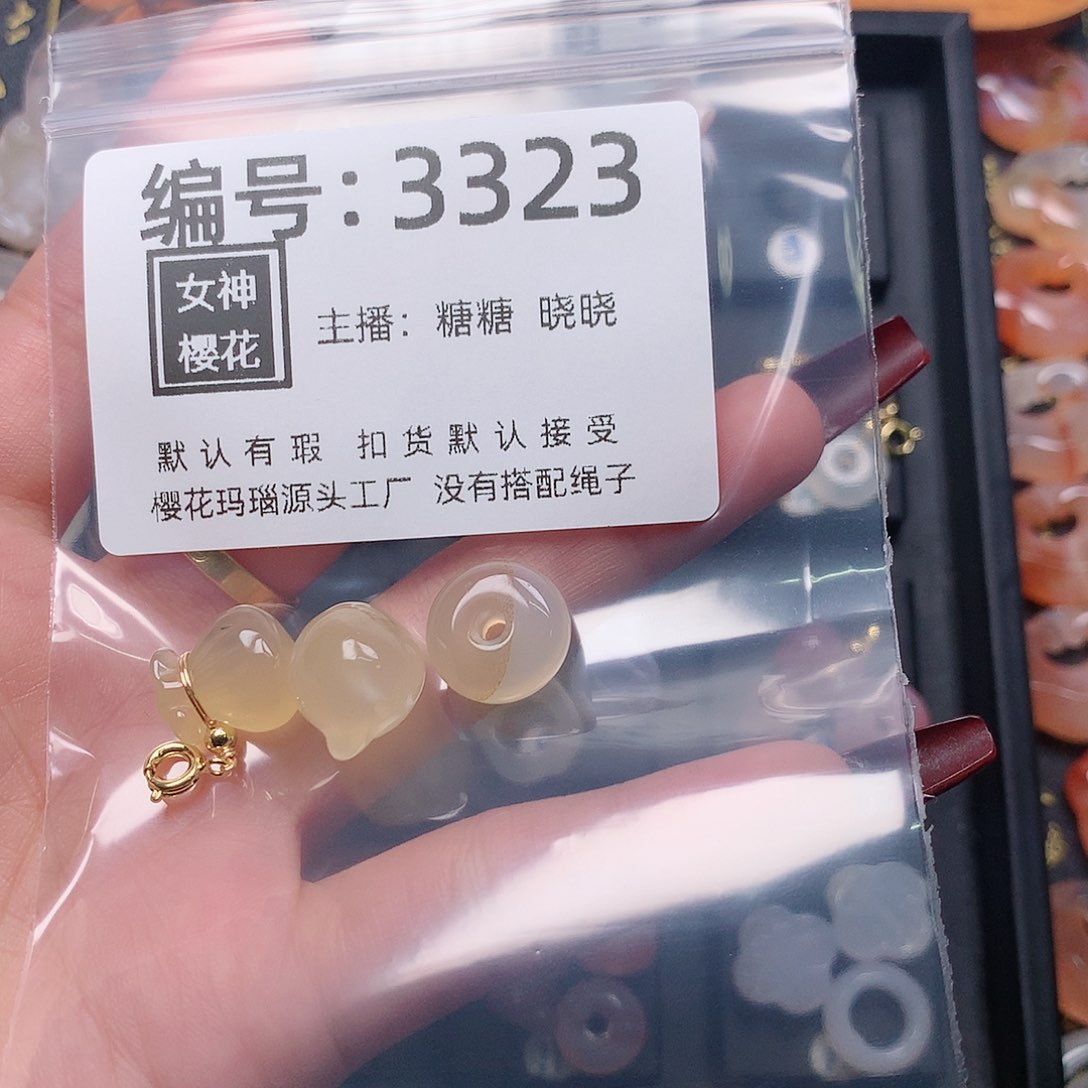 编号：3323
女神
樱花
主播：糖糖 晓晓
默认有瑕 扣货默认接受
樱花玛瑙源头工厂 没有搭配绳子